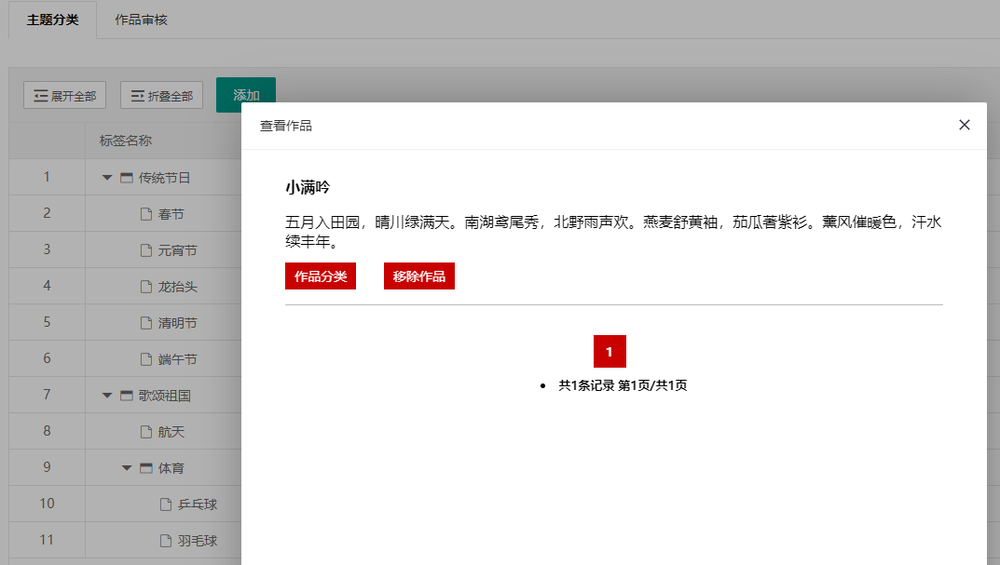 主题分类 作品审核
展开全部 折叠全部 添加
查看作品
标签名称
1 传统节日
2 春节
3 元宵节
4 龙抬头
5 清明节
6 端午节
7 歌颂祖国
8 航天
9 体育
10 乒乓球
11 羽毛球
小满吟
五月入田园，晴川绿满天。南湖鸢尾秀，北野雨声欢。燕麦舒黄袖，茄瓜著紫衫。薰风催暖色，汗水
续丰年。
作品分类 移除作品
1
共1条记录 第1页/共1页